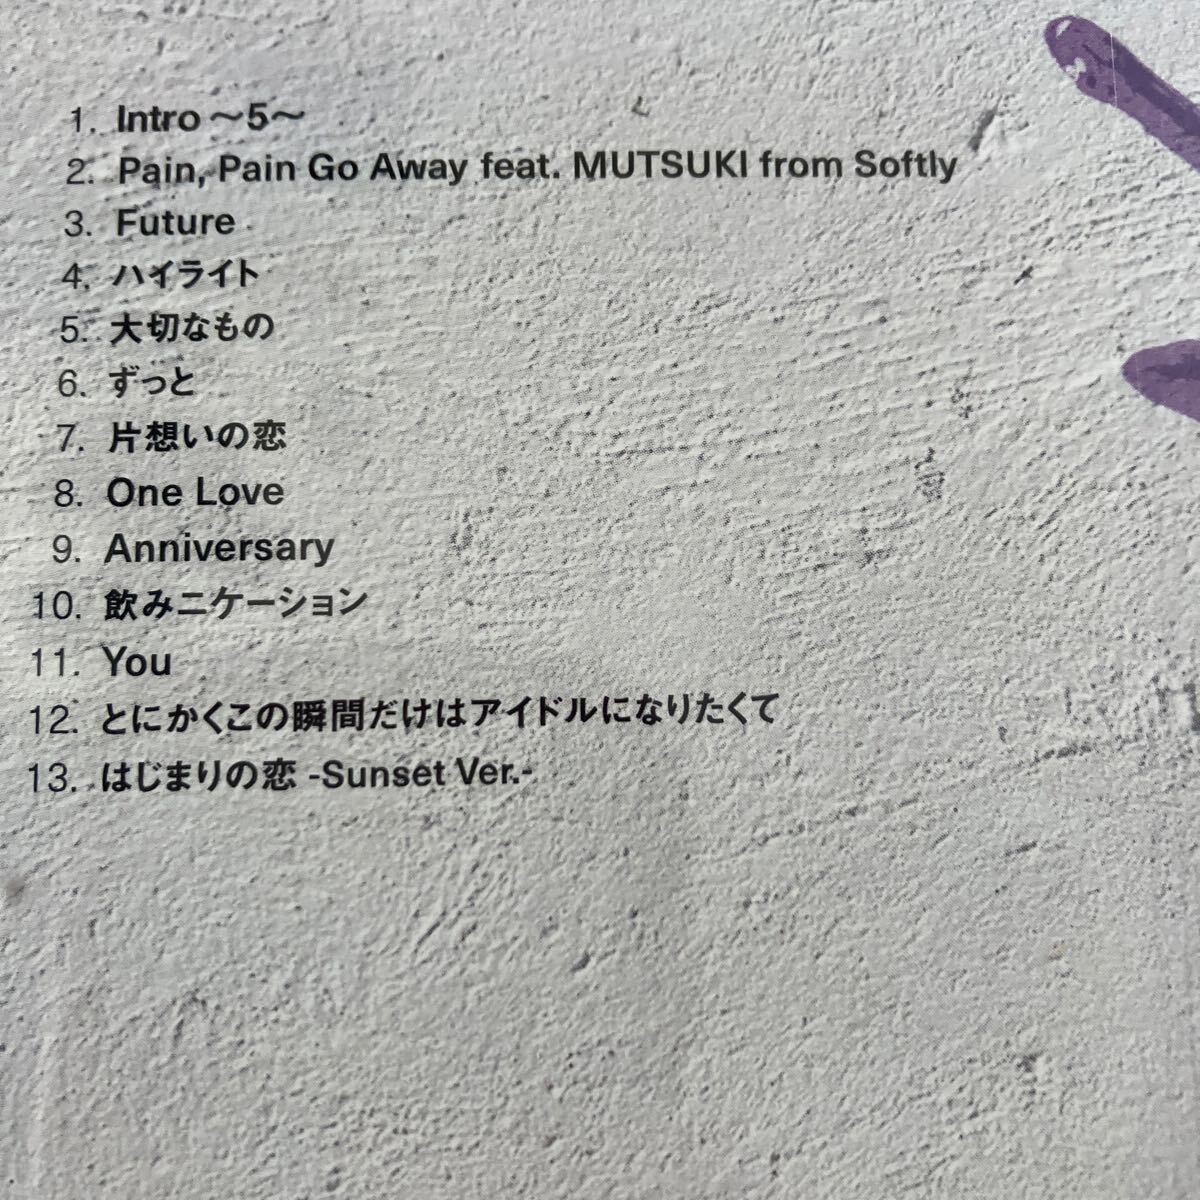 1. Intro ～5～
2. Pain, Pain Go Away feat. MUTSUKI from Softly
3. Future
4. ハイライト
5. 大切なもの
6. ずっと
7. 片想いの恋
8. One Love
9. Anniversary
10. 飲みニケーション
11. You
12. とにかくこの瞬間だけはアイドルになりたくて
13. はじまりの恋 -Sunset Ver.-